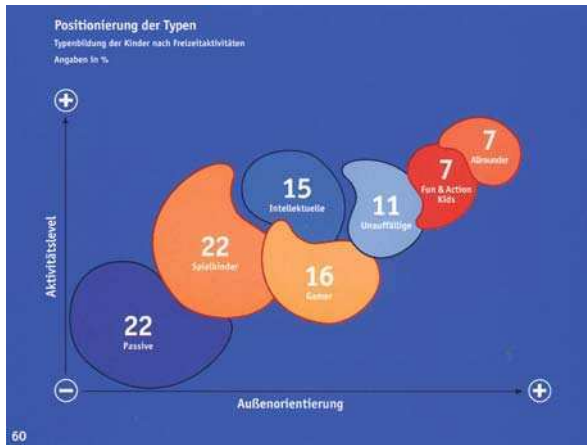 Positionierung der Typen
Typenbildung der Kinder nach Freizeitaktivitäten
Angaben in %
7
Allrounder
7
Fun & Action
Kids
15
Intellektuelle
11
Unauffällige
22
Spielkinder
16
Gamer
22
Passive
Aktivitätslevel
Außenorientierung
60